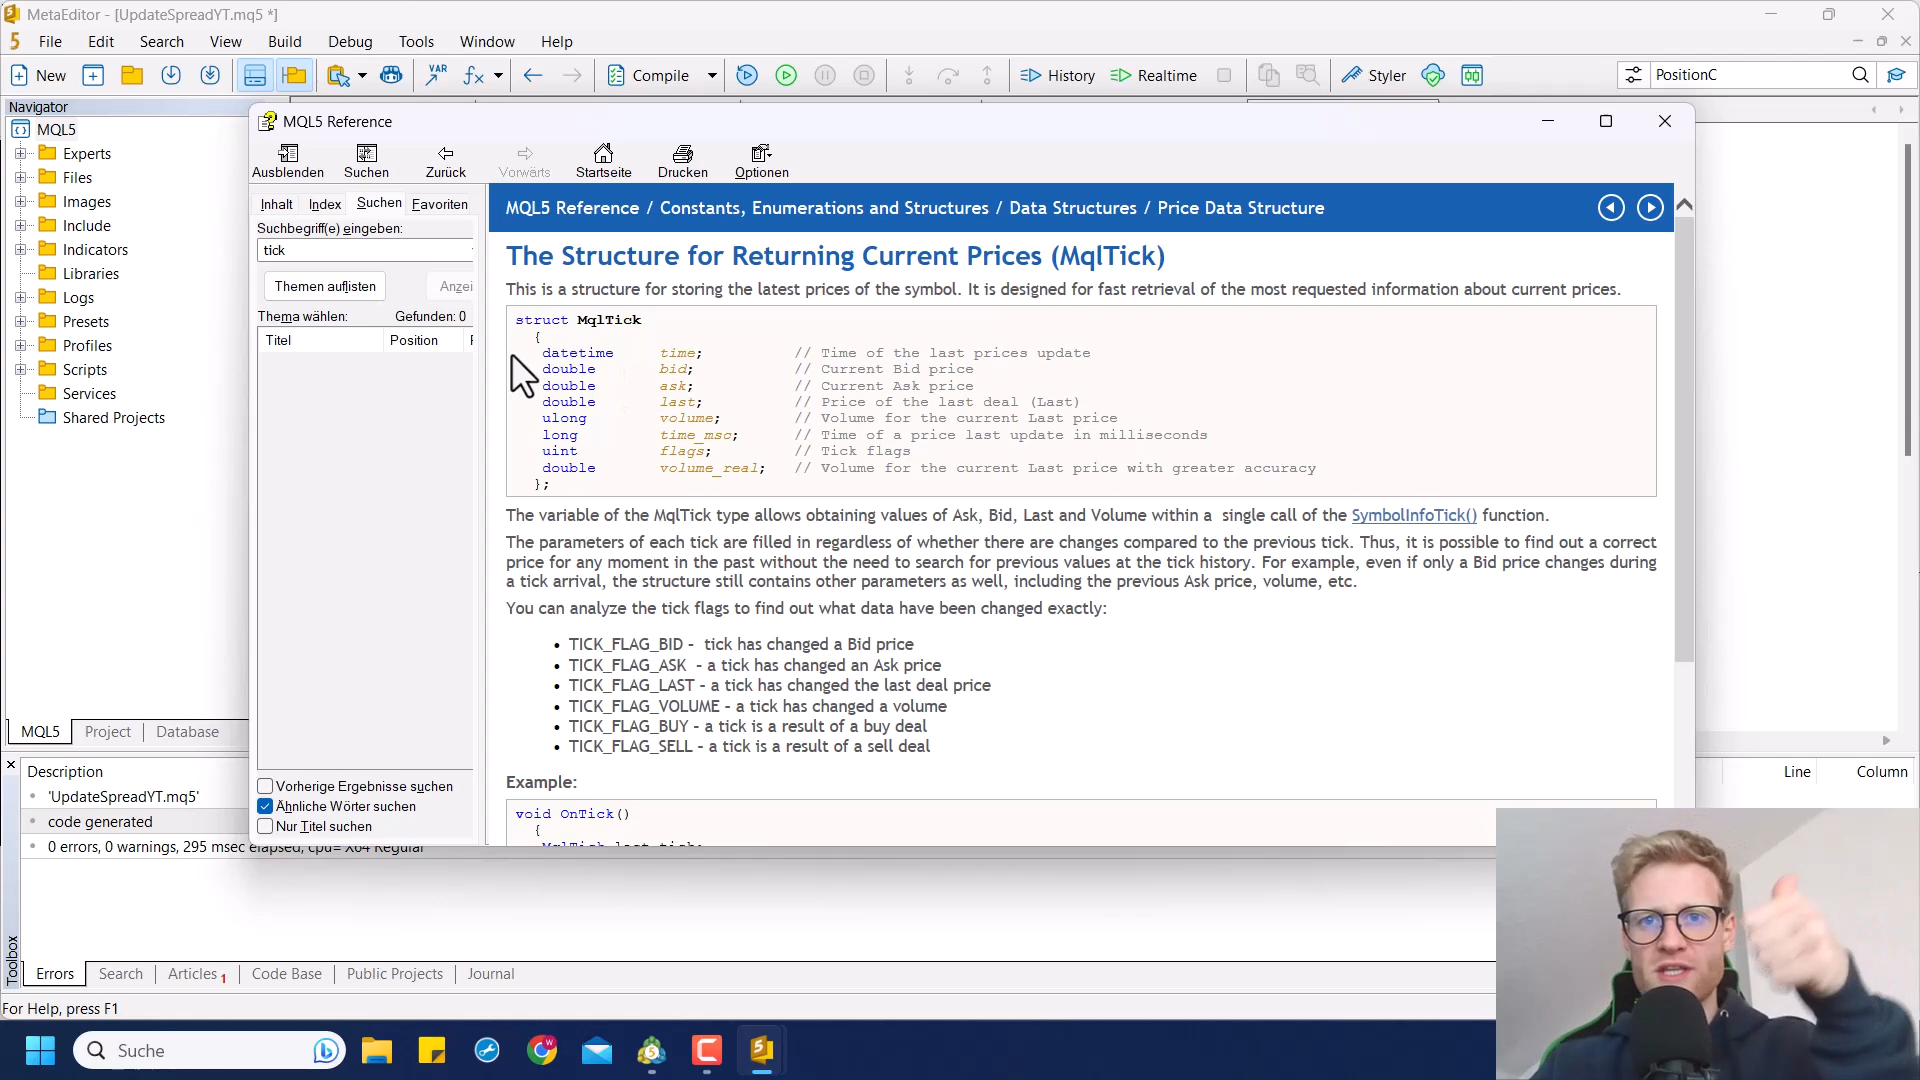 MetaEditor - [UpdateSpreadYT.mq5 *]
File Edit Search View Build Debug Tools Window Help
New VAR fx Compile History Realtime Styler PositionC
Navigator
MQL5
Experts
Files
Images
Include
Indicators
Libraries
Logs
Presets
Profiles
Scripts
Services
Shared Projects
MQL5 Project Database
MQL5 Reference
Ausblenden Suchen Zurück Vorwärts Startseite Drucken Optionen
Inhalt Index Suchen Favoriten
Suchbegriff(e) eingeben:
tick
Themen auflisten Anzei
Thema wählen: Gefunden: 0
Titel Position
Vorherige Ergebnisse suchen
Ähnliche Wörter suchen
Nur Titel suchen
MQL5 Reference / Constants, Enumerations and Structures / Data Structures / Price Data Structure
The Structure for Returning Current Prices (MqlTick)
This is a structure for storing the latest prices of the symbol. It is designed for fast retrieval of the most requested information about current prices.
struct MqlTick
{
datetime time; // Time of the last prices update
double bid; // Current Bid price
double ask; // Current Ask price
double last; // Price of the last deal (Last)
ulong volume; // Volume for the current Last price
long time_msc; // Time of a price last update in milliseconds
uint flags; // Tick flags
double volume_real; // Volume for the current Last price with greater accuracy
};
The variable of the MqlTick type allows obtaining values of Ask, Bid, Last and Volume within a single call of the SymbolInfoTick() function.
The parameters of each tick are filled in regardless of whether there are changes compared to the previous tick. Thus, it is possible to find out a correct
price for any moment in the past without the need to search for previous values at the tick history. For example, even if only a Bid price changes during
a tick arrival, the structure still contains other parameters as well, including the previous Ask price, volume, etc.
You can analyze the tick flags to find out what data have been changed exactly:
• TICK_FLAG_BID - tick has changed a Bid price
• TICK_FLAG_ASK - a tick has changed an Ask price
• TICK_FLAG_LAST - a tick has changed the last deal price
• TICK_FLAG_VOLUME - a tick has changed a volume
• TICK_FLAG_BUY - a tick is a result of a buy deal
• TICK_FLAG_SELL - a tick is a result of a sell deal
Example:
void OnTick()
{
MqlTick last_tick;
Description Line Column
'UpdateSpreadYT.mq5'
code generated
0 errors, 0 warnings, 295 msec elapsed, cpu='X64 Regular'
Toolbox
Errors Search Articles 1 Code Base Public Projects Journal
For Help, press F1
Suche